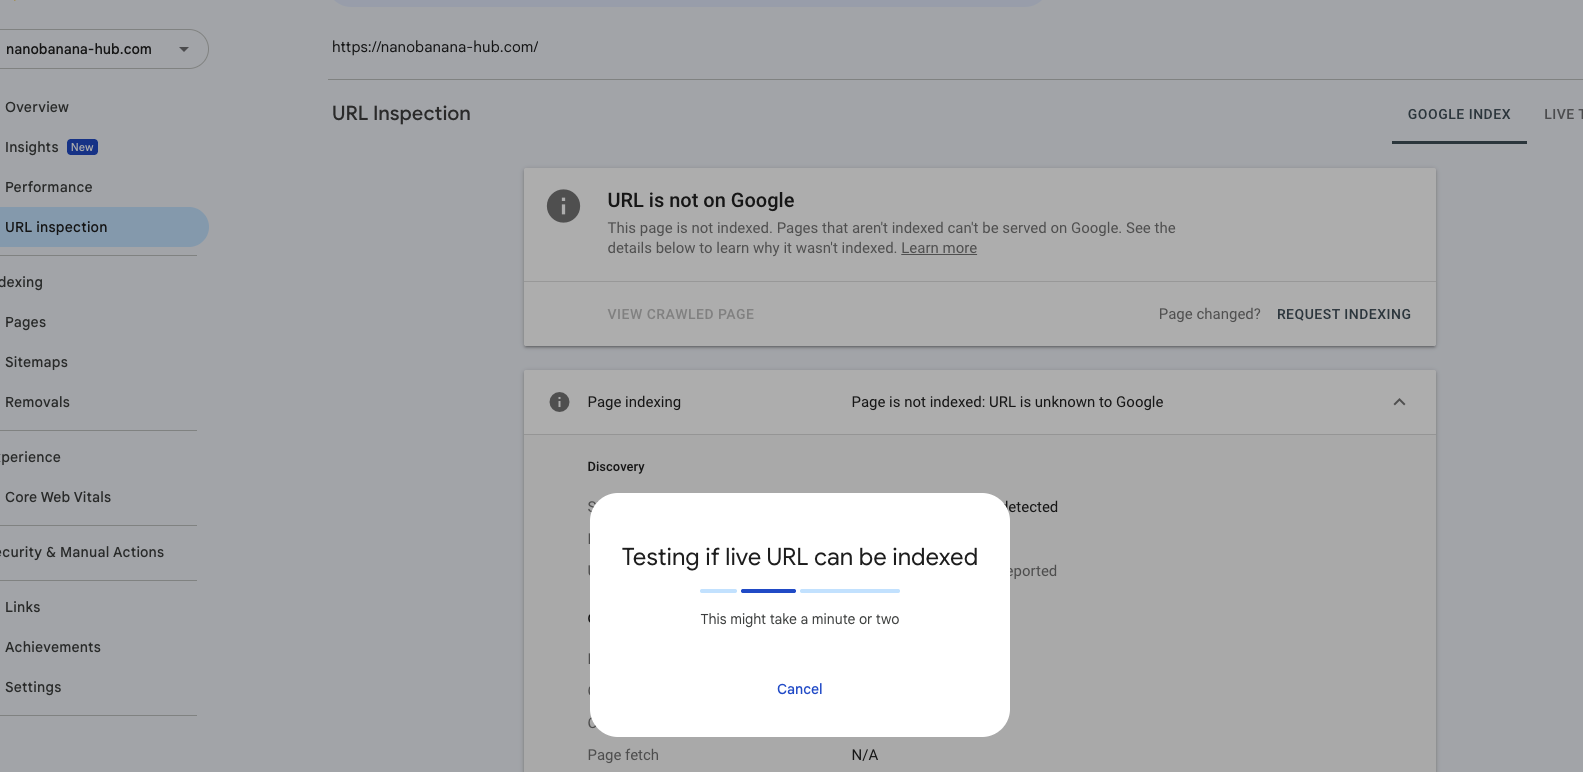 nanobanana-hub.com
Overview
Insights New
Performance
URL inspection
dexing
Pages
Sitemaps
Removals
perience
Core Web Vitals
ecurity & Manual Actions
Links
Achievements
Settings
https://nanobanana-hub.com/
URL Inspection
GOOGLE INDEX
LIVE T
URL is not on Google
This page is not indexed. Pages that aren't indexed can't be served on Google. See the
details below to learn why it wasn't indexed. Learn more
VIEW CRAWLED PAGE
Page changed? REQUEST INDEXING
Page indexing
Page is not indexed: URL is unknown to Google
Discovery
detected
eported
Testing if live URL can be indexed
This might take a minute or two
Cancel
Page fetch
N/A